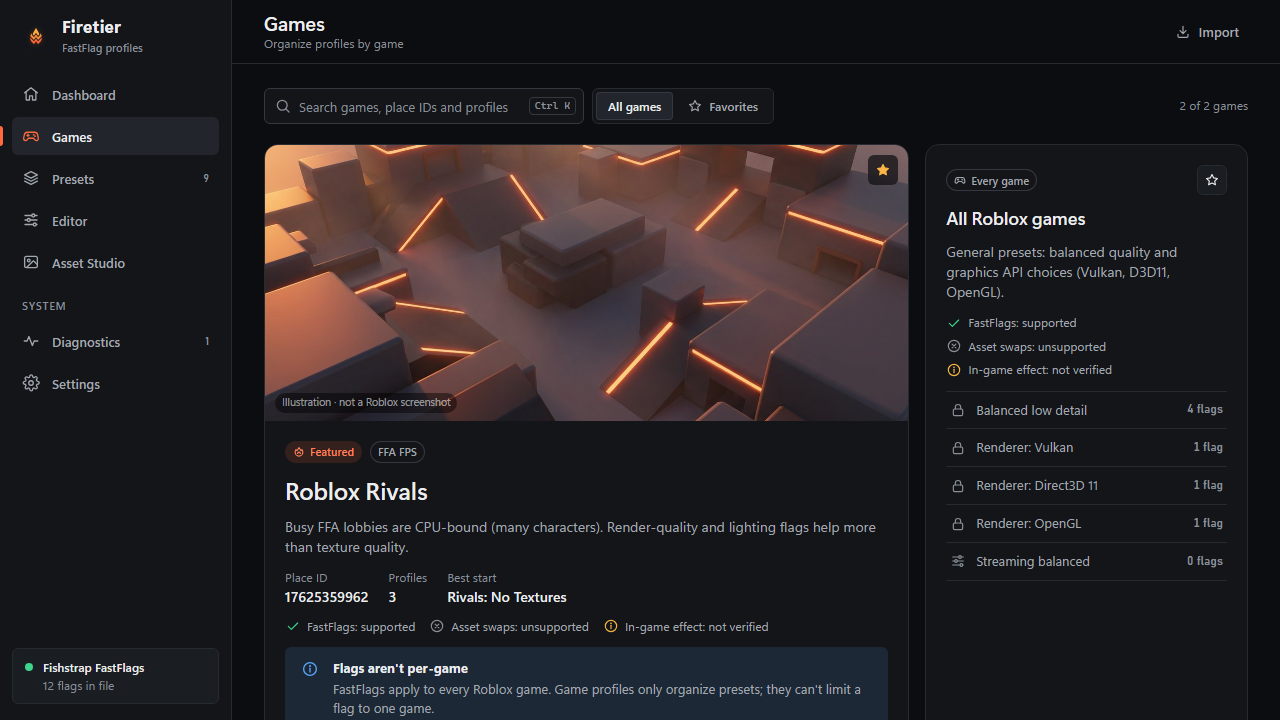 Firetier
FastFlag profiles
Dashboard
Games
Presets
9
Editor
Asset Studio
SYSTEM
Diagnostics
1
Settings
Fishstrap FastFlags
12 flags in file
Games
Organize profiles by game
Import
Search games, place IDs and profiles
Ctrl K
All games
Favorites
2 of 2 games
Illustration · not a Roblox screenshot
Featured
FFA FPS
Roblox Rivals
Busy FFA lobbies are CPU-bound (many characters). Render-quality and lighting flags help more
than texture quality.
Place ID
17625359962
Profiles
3
Best start
Rivals: No Textures
FastFlags: supported
Asset swaps: unsupported
In-game effect: not verified
Flags aren't per-game
FastFlags apply to every Roblox game. Game profiles only organize presets; they can't limit a
flag to one game.
Every game
All Roblox games
General presets: balanced quality and
graphics API choices (Vulkan, D3D11,
OpenGL).
FastFlags: supported
Asset swaps: unsupported
In-game effect: not verified
Balanced low detail
4 flags
Renderer: Vulkan
1 flag
Renderer: Direct3D 11
1 flag
Renderer: OpenGL
1 flag
Streaming balanced
0 flags